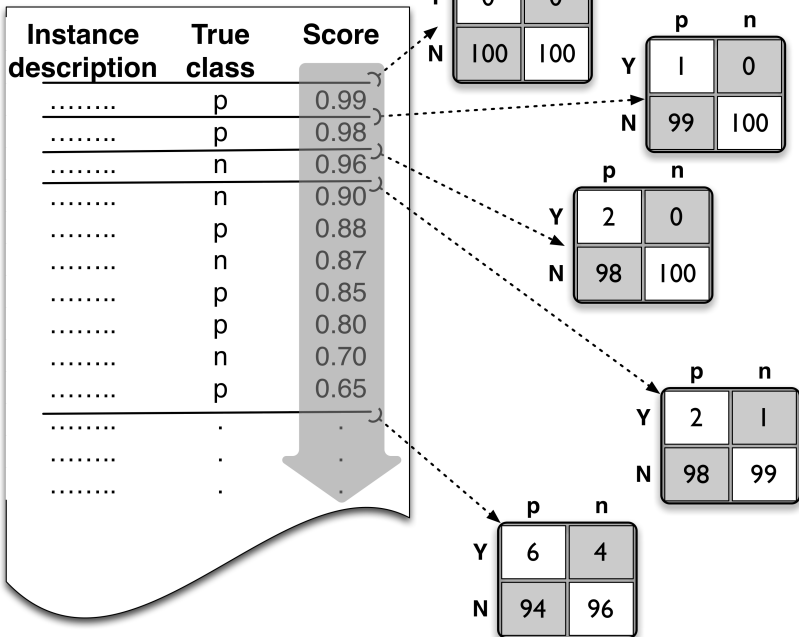 Instance True Score
description class
........ p 0.99
........ p 0.98
........ n 0.96
........ n 0.90
........ p 0.88
........ n 0.87
........ p 0.85
........ p 0.80
........ n 0.70
........ p 0.65
........ . .
........ . .
........ . .
N 100 100
p n
Y 1 0
N 99 100
p n
Y 2 0
N 98 100
p n
Y 2 1
N 98 99
p n
Y 6 4
N 94 96